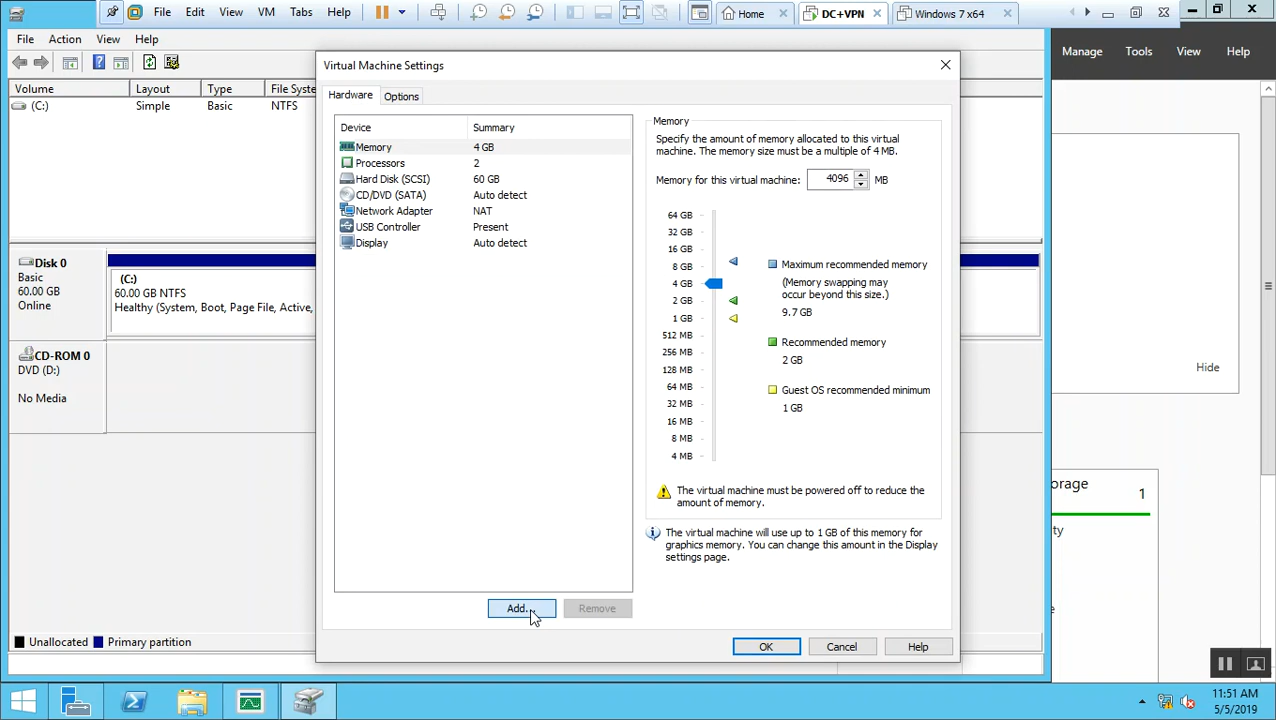 File Edit View VM Tabs Help Home DC+VPN Windows 7 x64
File Action View Help
Manage Tools View Help
Volume Layout Type File Syste
(C:) Simple Basic NTFS
Disk 0
Basic
60.00 GB
Online
(C:)
60.00 GB NTFS
Healthy (System, Boot, Page File, Active,
CD-ROM 0
DVD (D:)
No Media
Unallocated Primary partition
Virtual Machine Settings
Hardware Options
Device Summary
Memory 4 GB
Processors 2
Hard Disk (SCSI) 60 GB
CD/DVD (SATA) Auto detect
Network Adapter NAT
USB Controller Present
Display Auto detect
Add...
Remove
Memory
Specify the amount of memory allocated to this virtual
machine. The memory size must be a multiple of 4 MB.
Memory for this virtual machine: 4096 MB
64 GB
32 GB
16 GB
8 GB
4 GB
2 GB
1 GB
512 MB
256 MB
128 MB
64 MB
32 MB
16 MB
8 MB
4 MB
Maximum recommended memory
(Memory swapping may
occur beyond this size.)
9.7 GB
Recommended memory
2 GB
Guest OS recommended minimum
1 GB
The virtual machine must be powered off to reduce the
amount of memory.
The virtual machine will use up to 1 GB of this memory for
graphics memory. You can change this amount in the Display
settings page.
OK Cancel Help
Hide
orage 1
ty
e
s
11:51 AM
5/5/2019